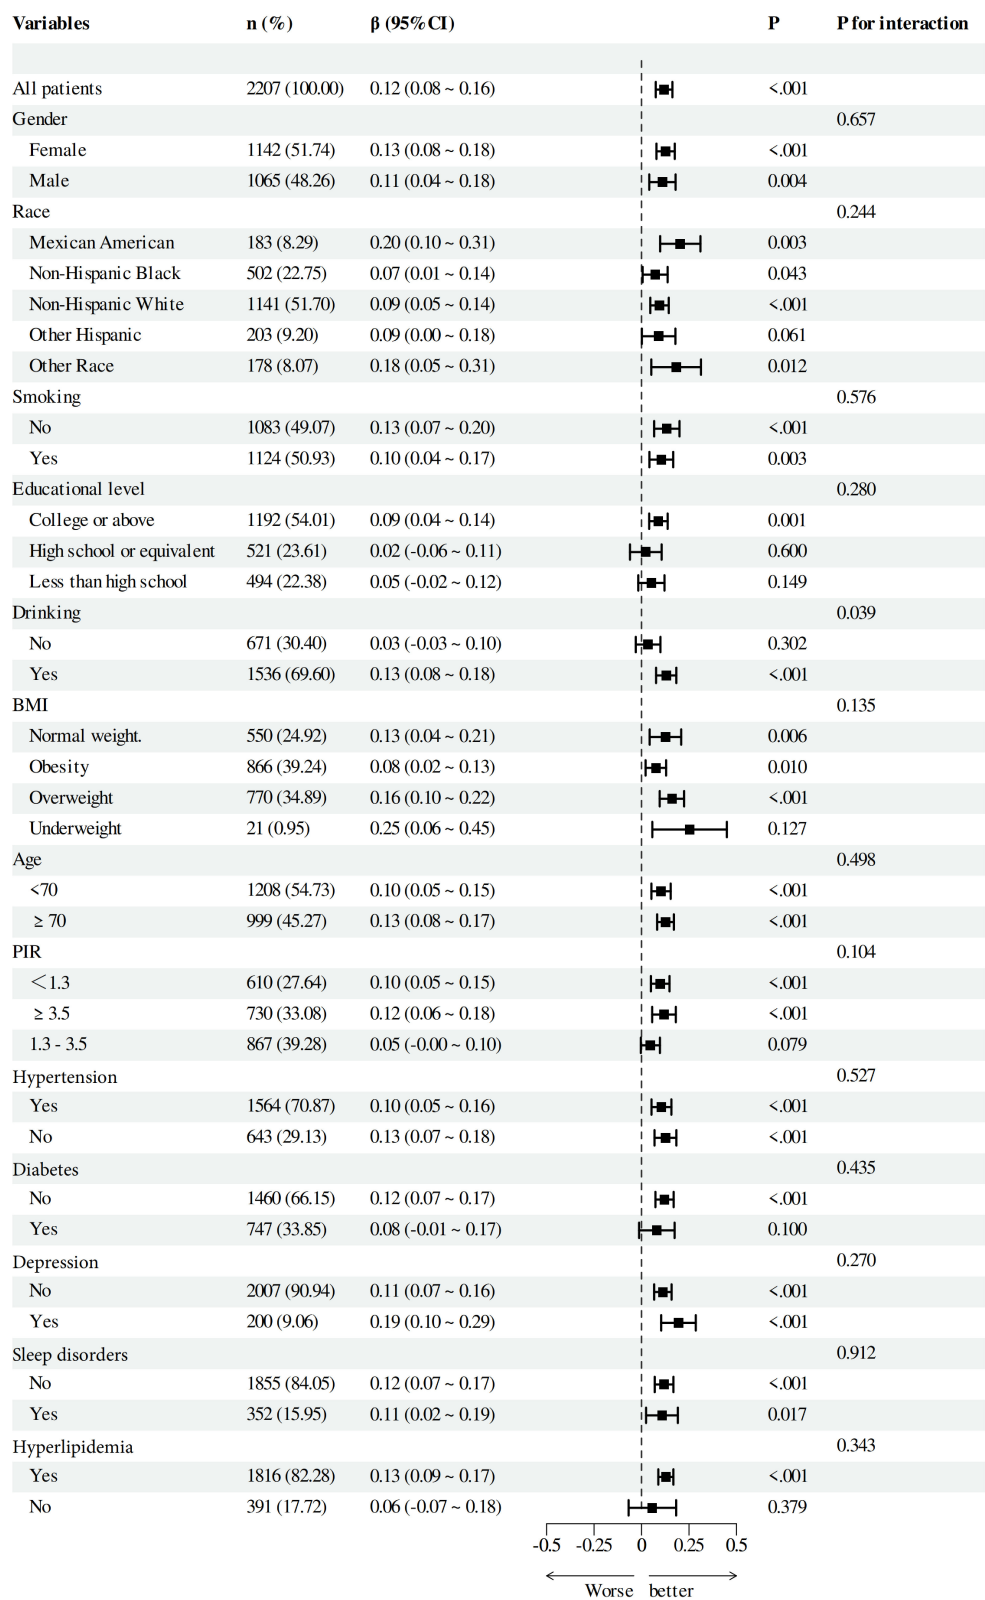 Variables n (%) β (95%CI) P P for interaction
All patients 2207 (100.00) 0.12 (0.08 ~ 0.16) <.001
Gender 0.657
Female 1142 (51.74) 0.13 (0.08 ~ 0.18) <.001
Male 1065 (48.26) 0.11 (0.04 ~ 0.18) 0.004
Race 0.244
Mexican American 183 (8.29) 0.20 (0.10 ~ 0.31) 0.003
Non-Hispanic Black 502 (22.75) 0.07 (0.01 ~ 0.14) 0.043
Non-Hispanic White 1141 (51.70) 0.09 (0.05 ~ 0.14) <.001
Other Hispanic 203 (9.20) 0.09 (0.00 ~ 0.18) 0.061
Other Race 178 (8.07) 0.18 (0.05 ~ 0.31) 0.012
Smoking 0.576
No 1083 (49.07) 0.13 (0.07 ~ 0.20) <.001
Yes 1124 (50.93) 0.10 (0.04 ~ 0.17) 0.003
Educational level 0.280
College or above 1192 (54.01) 0.09 (0.04 ~ 0.14) 0.001
High school or equivalent 521 (23.61) 0.02 (-0.06 ~ 0.11) 0.600
Less than high school 494 (22.38) 0.05 (-0.02 ~ 0.12) 0.149
Drinking 0.039
No 671 (30.40) 0.03 (-0.03 ~ 0.10) 0.302
Yes 1536 (69.60) 0.13 (0.08 ~ 0.18) <.001
BMI 0.135
Normal weight. 550 (24.92) 0.13 (0.04 ~ 0.21) 0.006
Obesity 866 (39.24) 0.08 (0.02 ~ 0.13) 0.010
Overweight 770 (34.89) 0.16 (0.10 ~ 0.22) <.001
Underweight 21 (0.95) 0.25 (0.06 ~ 0.45) 0.127
Age 0.498
<70 1208 (54.73) 0.10 (0.05 ~ 0.15) <.001
≥ 70 999 (45.27) 0.13 (0.08 ~ 0.17) <.001
PIR 0.104
＜1.3 610 (27.64) 0.10 (0.05 ~ 0.15) <.001
≥ 3.5 730 (33.08) 0.12 (0.06 ~ 0.18) <.001
1.3 - 3.5 867 (39.28) 0.05 (-0.00 ~ 0.10) 0.079
Hypertension 0.527
Yes 1564 (70.87) 0.10 (0.05 ~ 0.16) <.001
No 643 (29.13) 0.13 (0.07 ~ 0.18) <.001
Diabetes 0.435
No 1460 (66.15) 0.12 (0.07 ~ 0.17) <.001
Yes 747 (33.85) 0.08 (-0.01 ~ 0.17) 0.100
Depression 0.270
No 2007 (90.94) 0.11 (0.07 ~ 0.16) <.001
Yes 200 (9.06) 0.19 (0.10 ~ 0.29) <.001
Sleep disorders 0.912
No 1855 (84.05) 0.12 (0.07 ~ 0.17) <.001
Yes 352 (15.95) 0.11 (0.02 ~ 0.19) 0.017
Hyperlipidemia 0.343
Yes 1816 (82.28) 0.13 (0.09 ~ 0.17) <.001
No 391 (17.72) 0.06 (-0.07 ~ 0.18) 0.379
-0.5 -0.25 0 0.25 0.5
Worse better